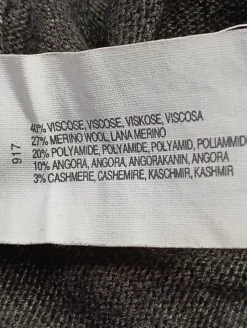 40% VISCOSE, VISCOSE, VISKOSE, VISCOSA
27% MERINO WOOL, LANA MERINO
20% POLYAMIDE, POLYAMIDE, POLYAMID, POLIAMMID
10% ANGORA, ANGORA, ANGORAKANIN, ANGORA
3% CASHMERE, CASHEMIRE, KASCHMIR, KASHMIR
917